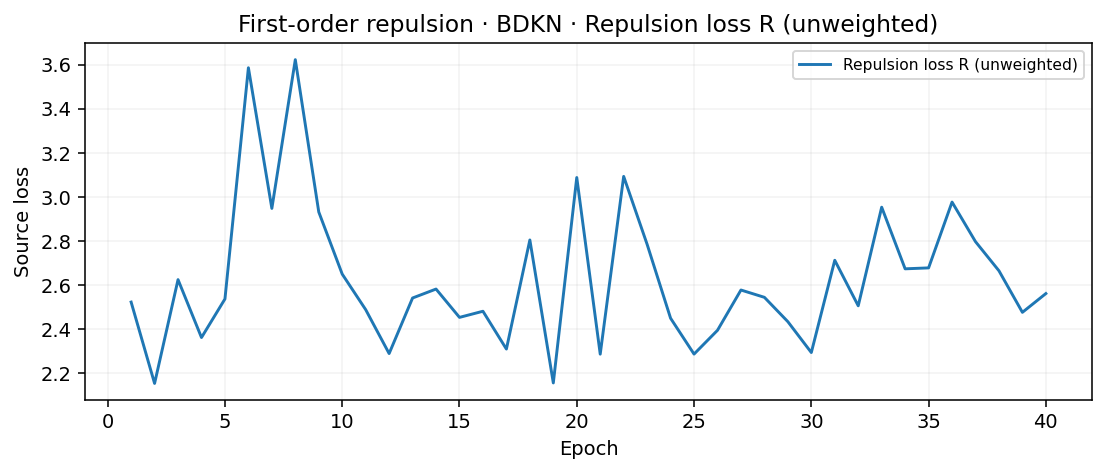 First-order repulsion · BDKN · Repulsion loss R (unweighted)
Repulsion loss R (unweighted)
Source loss
3.6
3.4
3.2
3.0
2.8
2.6
2.4
2.2
0 5 10 15 20 25 30 35 40
Epoch